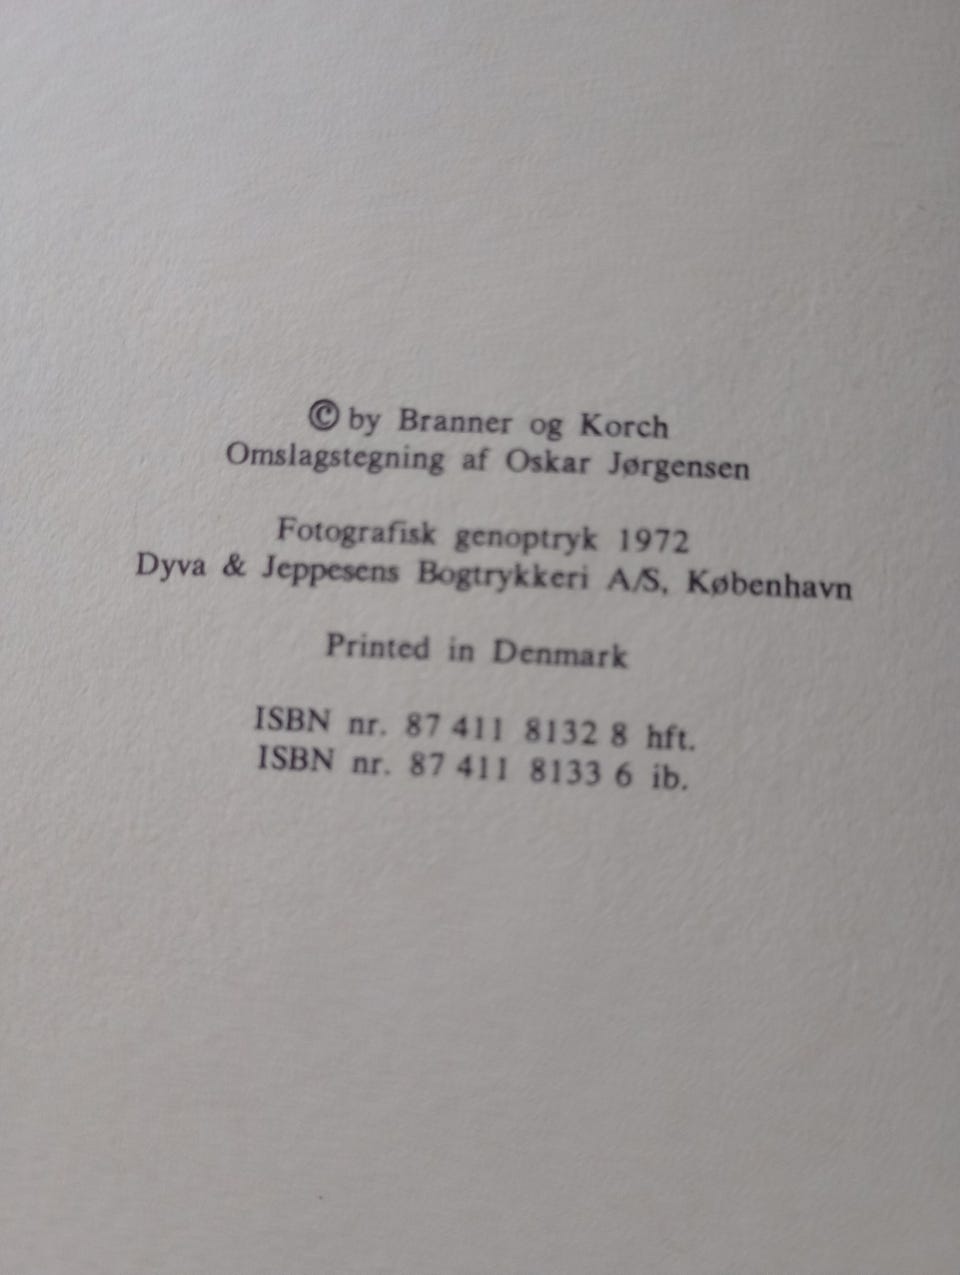 © by Branner og Korch
Omslagstegning af Oskar Jørgensen
Fotografisk genoptryk 1972
Dyva & Jeppesens Bogtrykkeri A/S, København
Printed in Denmark
ISBN nr. 87 411 8132 8 hft.
ISBN nr. 87 411 8133 6 ib.